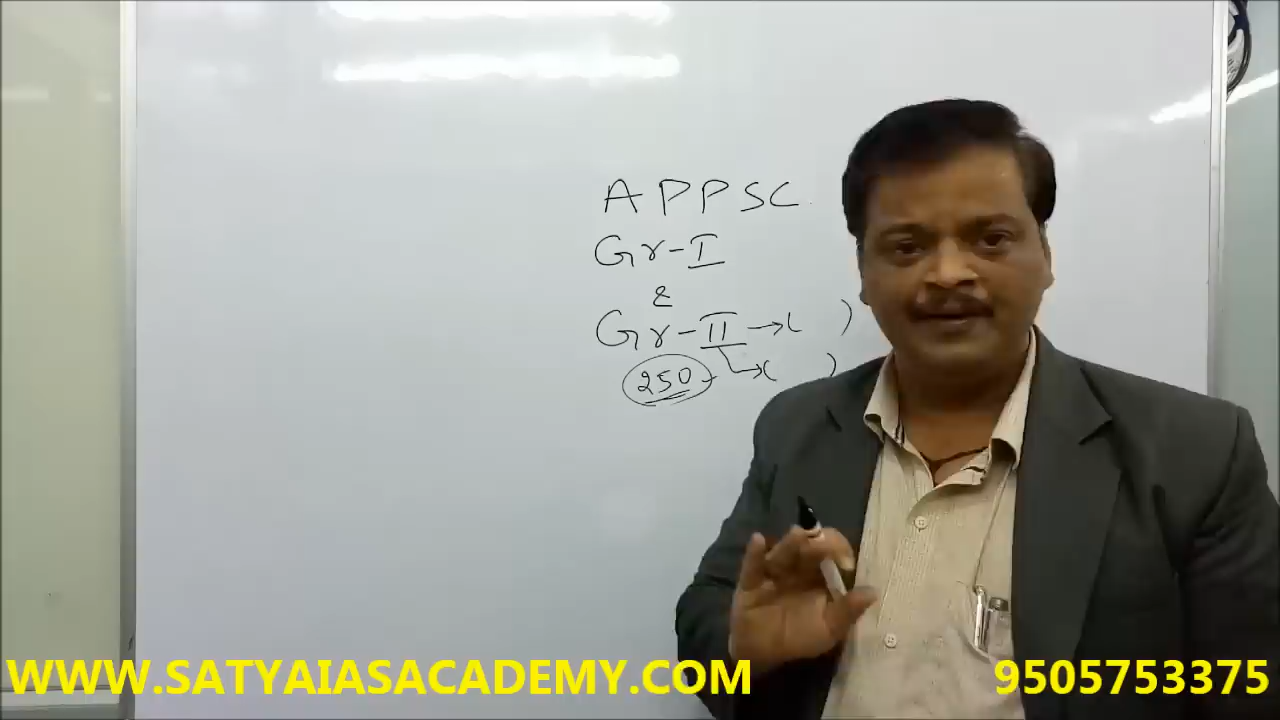 APPSC
Gr-I
&
Gr-II → ( )
250 → ( )
WWW.SATYAIASACADEMY.COM
9505753375